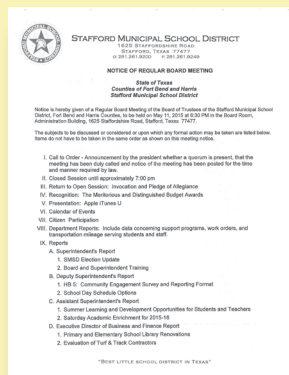 STAFFORD MUNICIPAL SCHOOL DISTRICT
1625 STAFFORDSHIRE ROAD
STAFFORD, TEXAS 77477
O:281.261.9200 F:281.261.9249
NOTICE OF REGULAR BOARD MEETING
State of Texas
Counties of Fort Bend and Harris
Stafford Municipal School District
Notice is hereby given of a Regular Board Meeting of the Board of Trustees of the Stafford Municipal School
District, Fort Bend and Harris Counties, to be held on May 11, 2015 at 6:30 PM in the Board Room,
Administration Building, 1625 Staffordshire Road, Stafford, Texas 77477.
The subjects to be discussed or considered or upon which any formal action may be taken are listed below.
Items do not have to be taken in the same order as shown on this meeting notice.
I. Call to Order - Announcement by the president whether a quorum is present, that the
meeting has been duly called and notice of the meeting has been posted for the time
and manner required by law.
II. Closed Session until approximately 7:00 pm
III. Return to Open Session: Invocation and Pledge of Allegiance
IV. Recognition: The Meritorious and Distinguished Budget Awards
V. Presentation: Apple iTunes U
VI. Calendar of Events
VII. Citizen Participation
VIII. Department Reports: Include data concerning support programs, work orders, and
transportation mileage serving students and staff.
IX. Reports
A. Superintendent's Report
1. SMSD Election Update
2. Board and Superintendent Training
B. Deputy Superintendent's Report
1. HB 5: Community Engagement Survey and Reporting Format
2. School Day Schedule Options
C. Assistant Superintendent's Report
1. Summer Learning and Development Opportunities for Students and Teachers
2. Saturday Academic Enrichment for 2015-16
D. Executive Director of Business and Finance Report
1. Primary and Elementary School Library Renovations
2. Evaluation of Turf & Track Contractors
"BEST LITTLE SCHOOL DISTRICT IN TEXAS"